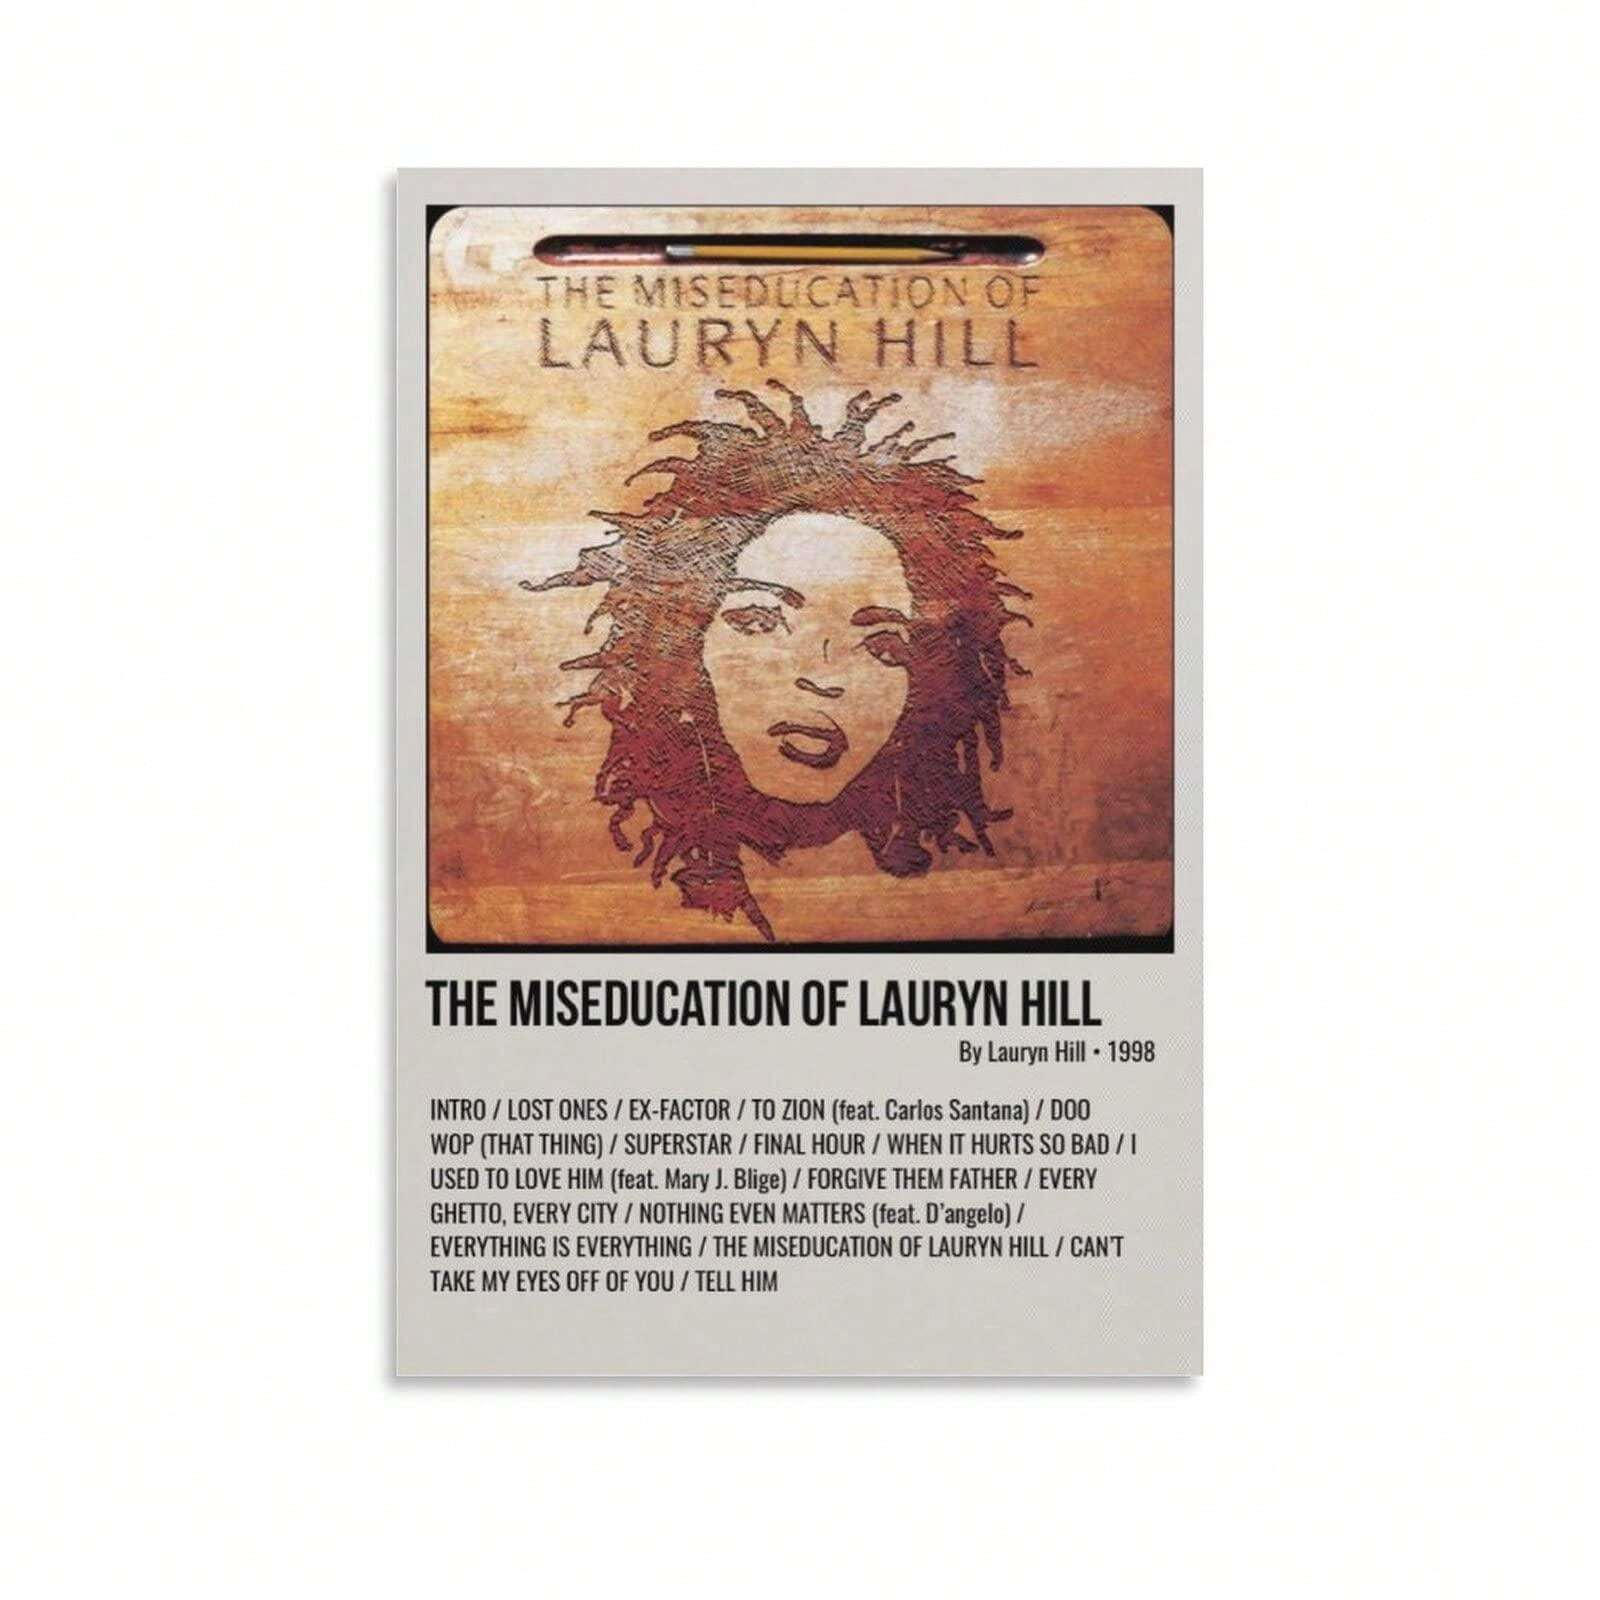 THE MISEDUCATION OF
LAURYN HILL
THE MISEDUCATION OF LAURYN HILL
By Lauryn Hill • 1998
INTRO / LOST ONES / EX-FACTOR / TO ZION (feat. Carlos Santana) / DOO
WOP (THAT THING) / SUPERSTAR / FINAL HOUR / WHEN IT HURTS SO BAD / I
USED TO LOVE HIM (feat. Mary J. Blige) / FORGIVE THEM FATHER / EVERY
GHETTO, EVERY CITY / NOTHING EVEN MATTERS (feat. D'angelo) /
EVERYTHING IS EVERYTHING / THE MISEDUCATION OF LAURYN HILL / CAN'T
TAKE MY EYES OFF OF YOU / TELL HIM